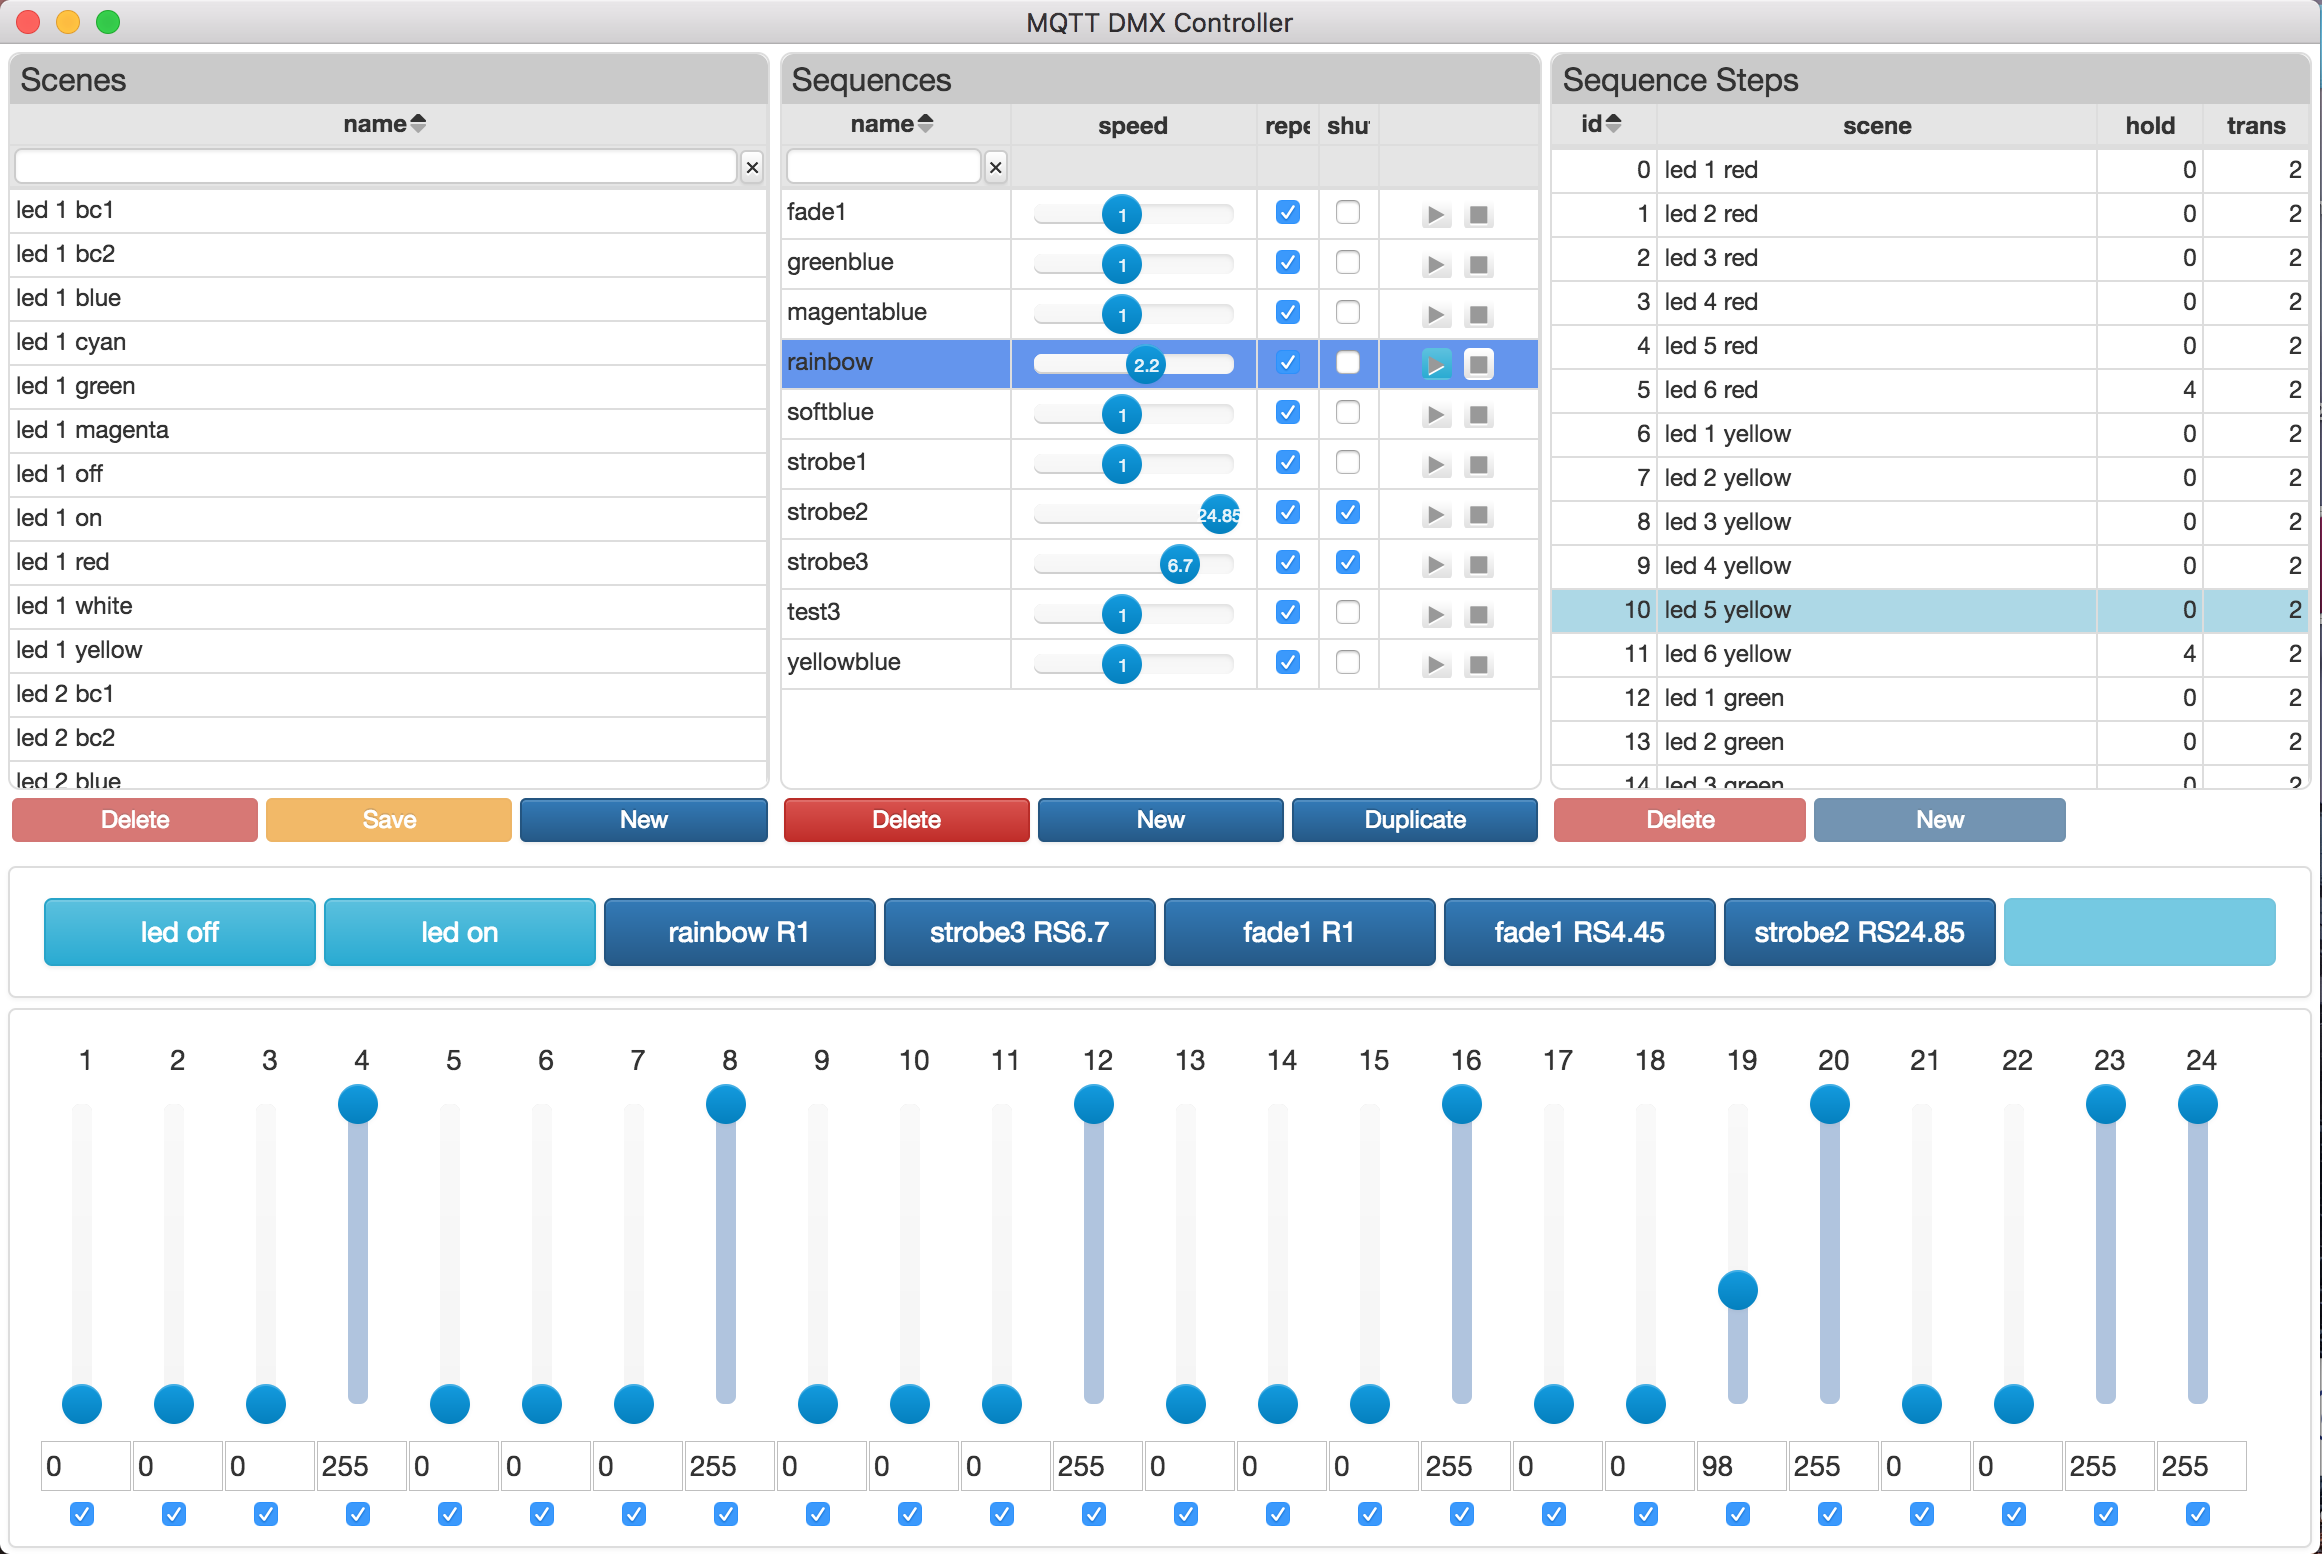 MQTT DMX Controller
Scenes
name
led 1 bc1
led 1 bc2
led 1 blue
led 1 cyan
led 1 green
led 1 magenta
led 1 off
led 1 on
led 1 red
led 1 white
led 1 yellow
led 2 bc1
led 2 bc2
led 2 blue
Delete Save New
Sequences
name speed repe shu
fade1 1
greenblue 1
magentablue 1
rainbow 2.2
softblue 1
strobe1 1
strobe2 24.85
strobe3 6.7
test3 1
yellowblue 1
Delete New Duplicate
Sequence Steps
id scene hold trans
0 led 1 red 0 2
1 led 2 red 0 2
2 led 3 red 0 2
3 led 4 red 0 2
4 led 5 red 0 2
5 led 6 red 4 2
6 led 1 yellow 0 2
7 led 2 yellow 0 2
8 led 3 yellow 0 2
9 led 4 yellow 0 2
10 led 5 yellow 0 2
11 led 6 yellow 4 2
12 led 1 green 0 2
13 led 2 green 0 2
14 led 3 green 0 2
Delete New
led off led on rainbow R1 strobe3 RS6.7 fade1 R1 fade1 RS4.45 strobe2 RS24.85
1 2 3 4 5 6 7 8 9 10 11 12 13 14 15 16 17 18 19 20 21 22 23 24
0 0 0 255 0 0 0 255 0 0 0 255 0 0 0 255 0 0 98 255 0 0 255 255